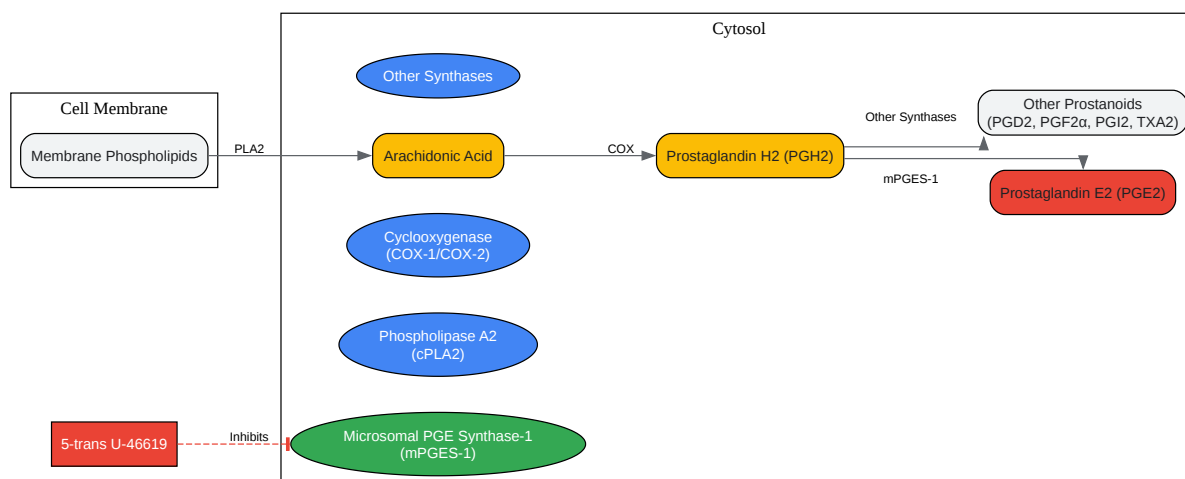 Cytosol
Other Synthases
Cell Membrane
Membrane Phospholipids
PLA2
Arachidonic Acid
COX
Prostaglandin H2 (PGH2)
Other Synthases
Other Prostanoids
(PGD2, PGF2α, PGI2, TXA2)
mPGES-1
Prostaglandin E2 (PGE2)
Cyclooxygenase
(COX-1/COX-2)
Phospholipase A2
(cPLA2)
5-trans U-46619
Inhibits
Microsomal PGE Synthase-1
(mPGES-1)